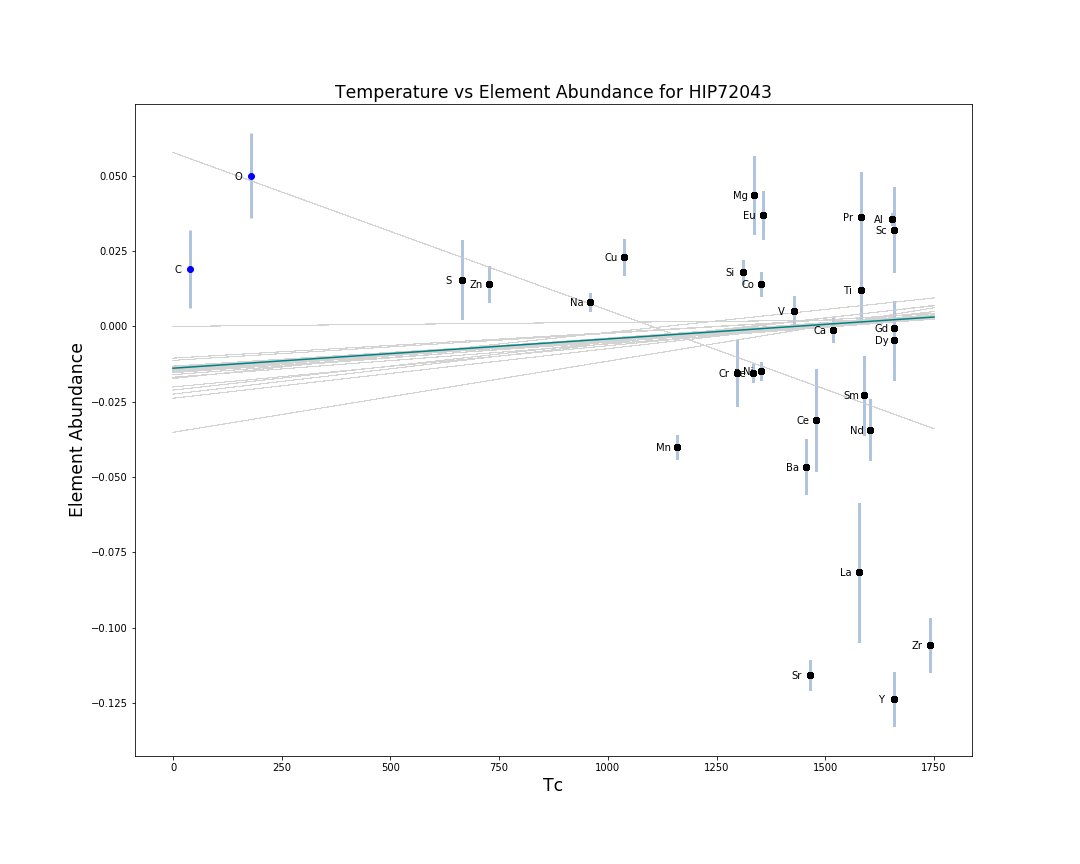 Temperature vs Element Abundance for HIP72043
Element Abundance
0.050
0.025
0.000
−0.025
−0.050
−0.075
−0.100
−0.125
O
C
S
Zn
Cu
Na
Mg
Eu
Si
Co
V
Pr
Al
Sc
Ti
Ca
Gd
Dy
Cr
Mn
Sm
Ce
Nd
Ba
La
Zr
Sr
Y
0
250
500
750
1000
1250
1500
1750
Tc